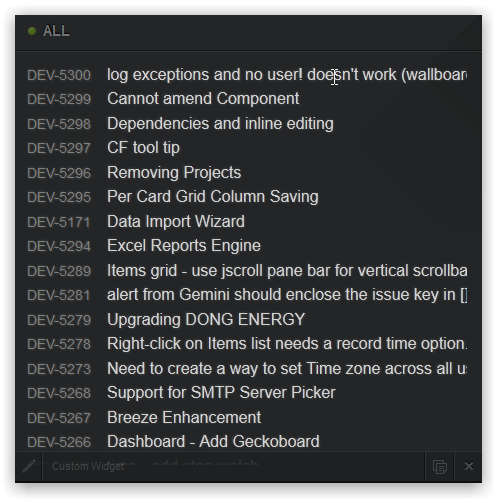 ALL
DEV-5300 log exceptions and no user! doesn't work (wallboar
DEV-5299 Cannot amend Component
DEV-5298 Dependencies and inline editing
DEV-5297 CF tool tip
DEV-5296 Removing Projects
DEV-5295 Per Card Grid Column Saving
DEV-5171 Data Import Wizard
DEV-5294 Excel Reports Engine
DEV-5289 Items grid - use jscroll pane bar for vertical scrollba
DEV-5281 alert from Gemini should enclose the issue key in []
DEV-5279 Upgrading DONG ENERGY
DEV-5278 Right-click on Items list needs a record time option.
DEV-5273 Need to create a way to set Time zone across all us
DEV-5268 Support for SMTP Server Picker
DEV-5267 Breeze Enhancement
DEV-5266 Dashboard - Add Geckoboard
Custom Widget